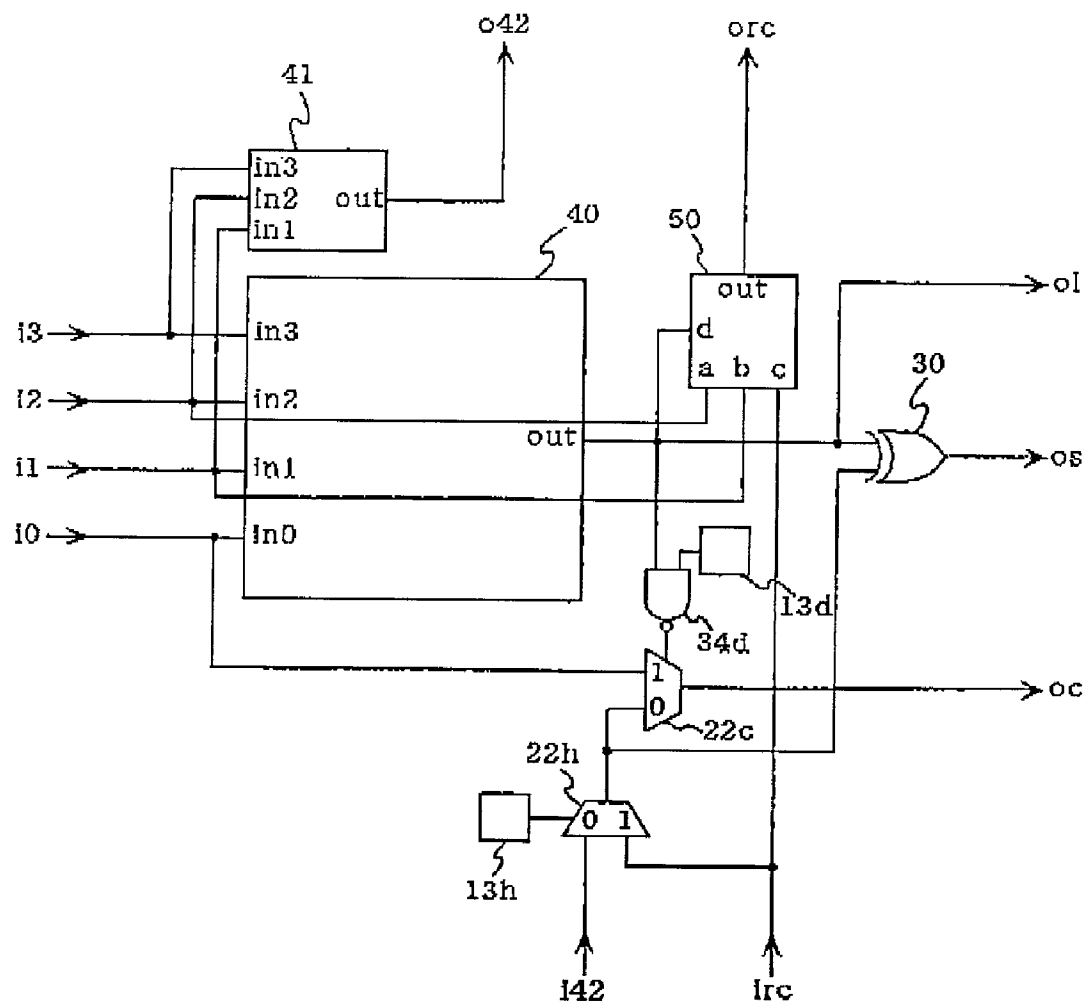 o42
orc
41
in3
in2
out
in1
40
50
out
i3
in3
d
ol
a b c
30
i2
in2
out
os
i1
in1
i0
in0
13d
34d
1
oc
0
22c
22h
0 1
13h
i42
irc